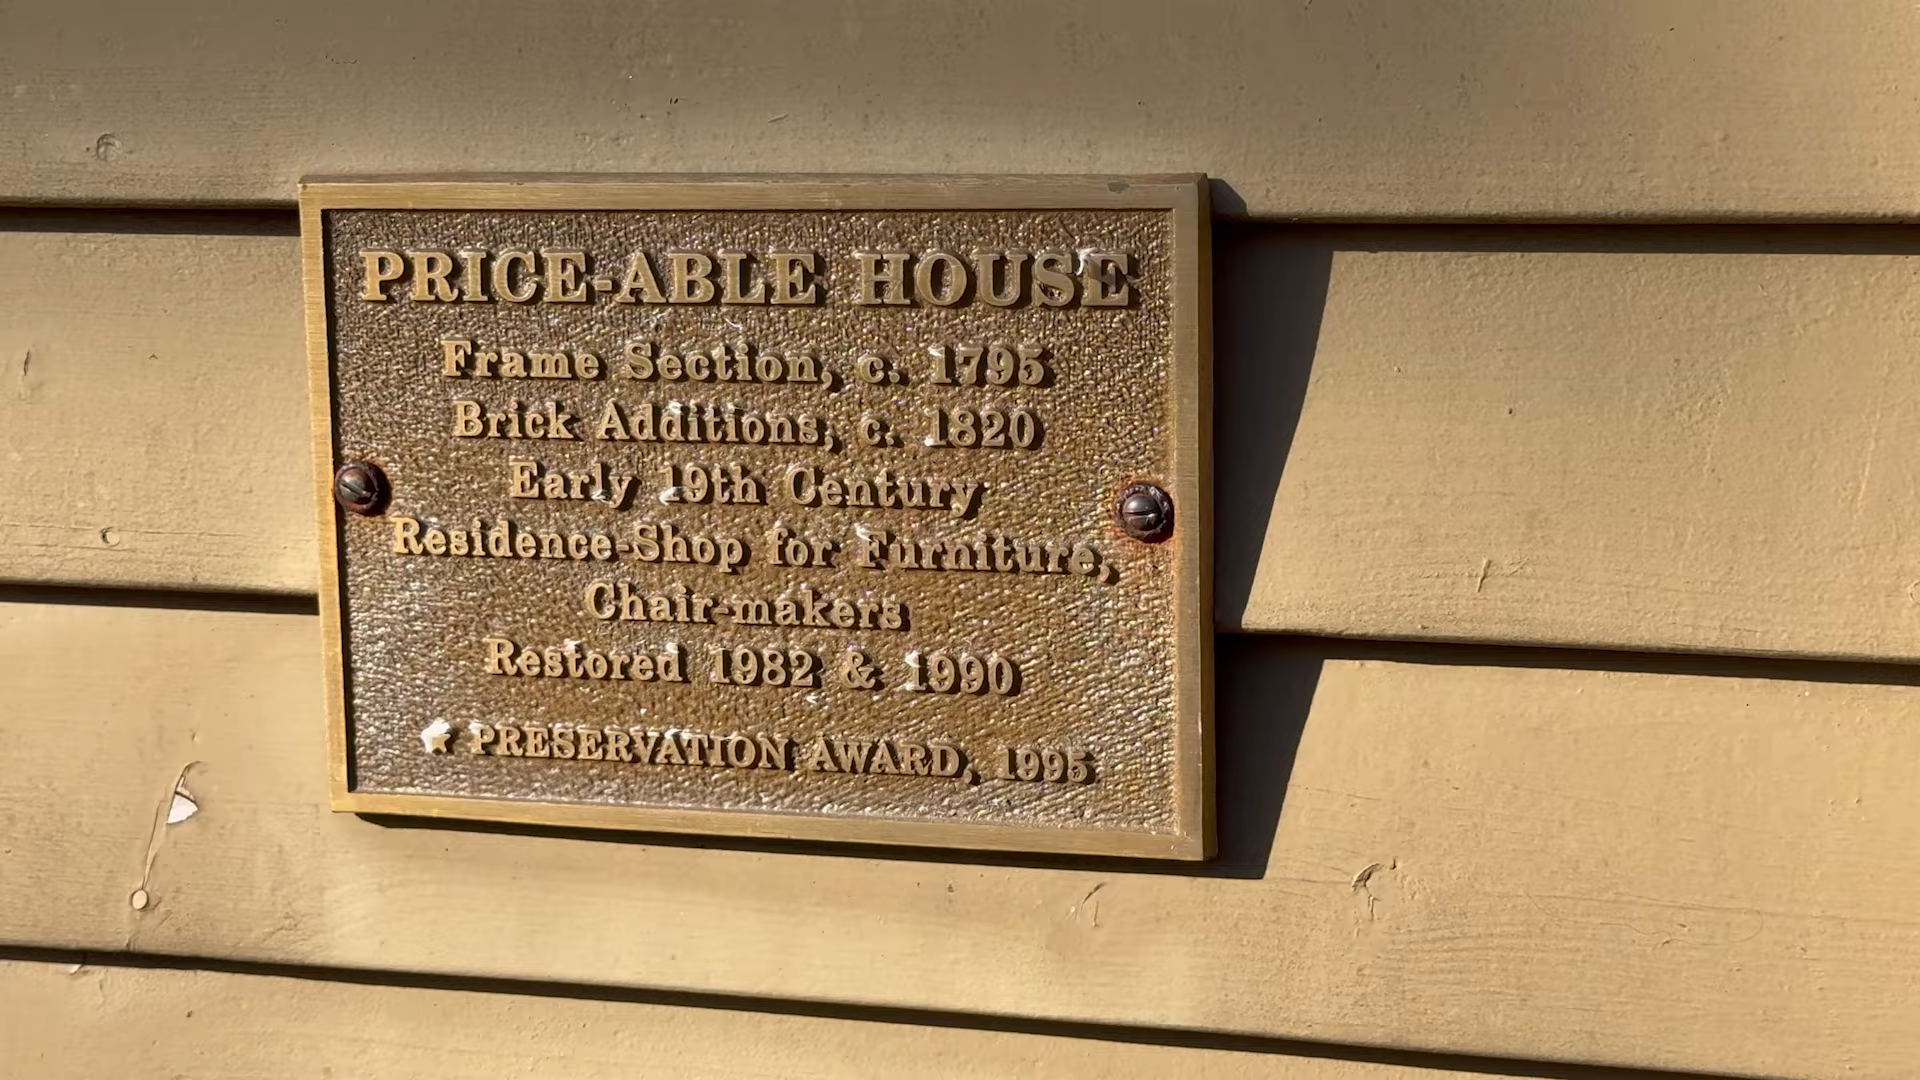 PRICE-ABLE HOUSE
Frame Section, c. 1795
Brick Additions, c. 1820
Early 19th Century
Residence-Shop for Furniture,
Chair-makers
Restored 1982 & 1990
★ PRESERVATION AWARD, 1995